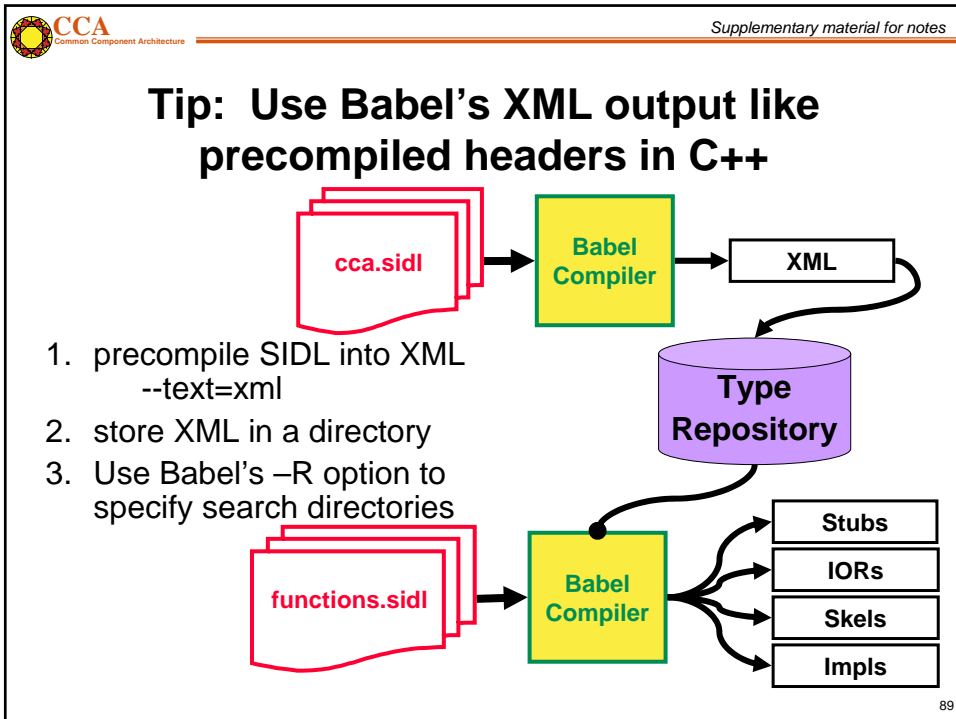 CCA
Common Component Architecture
Supplementary material for notes
Tip: Use Babel’s XML output like
precompiled headers in C++
cca.sidl
Babel
Compiler
XML
1. precompile SIDL into XML
--text=xml
2. store XML in a directory
3. Use Babel’s –R option to
specify search directories
Type
Repository
functions.sidl
Babel
Compiler
Stubs
IORs
Skels
Impls
89